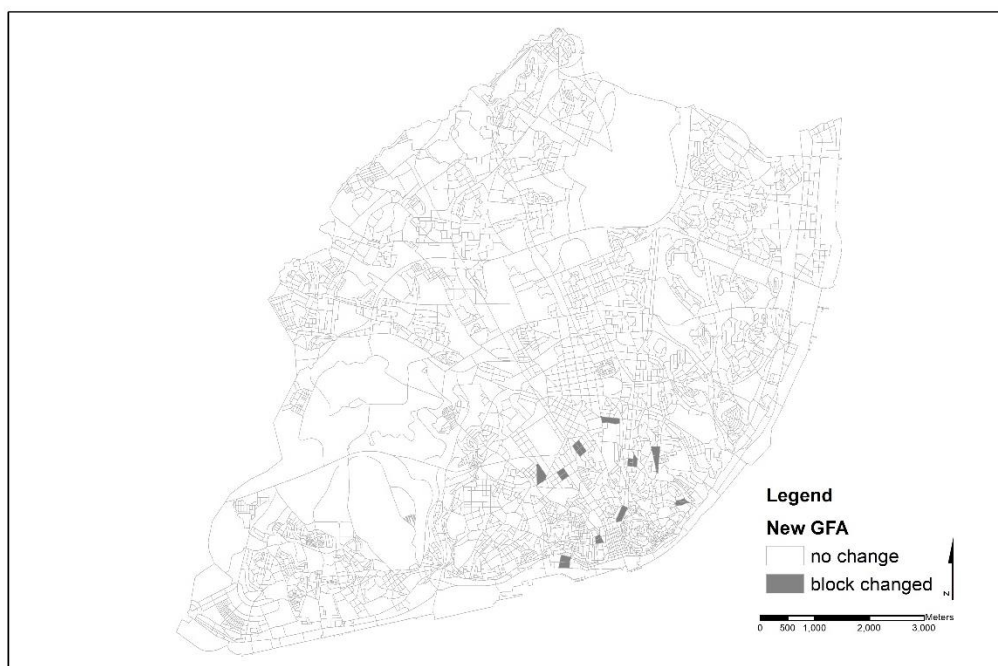 Legend
New GFA
no change
block changed
N
Meters
0 500 1,000 2,000 3,000